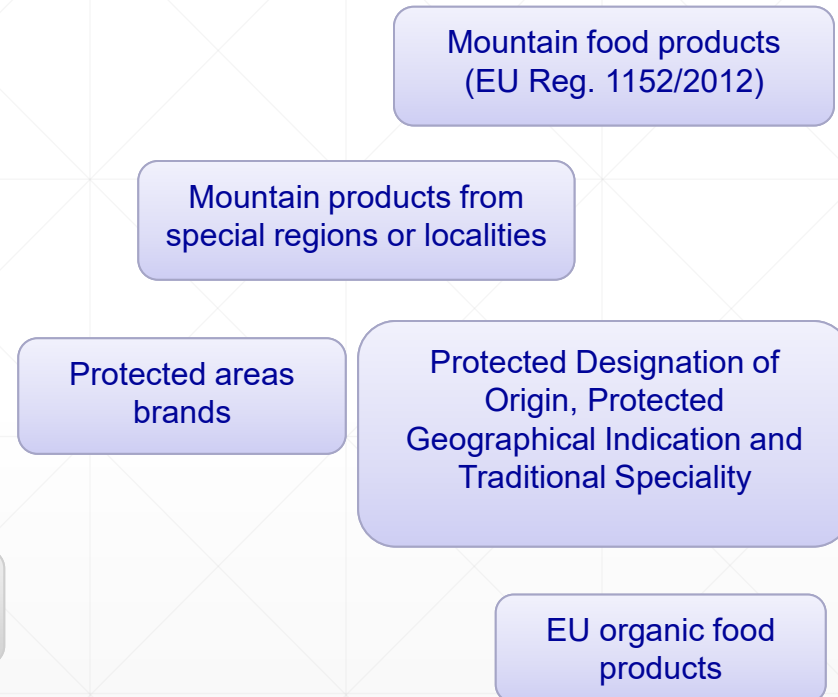 Mountain food products
(EU Reg. 1152/2012)
Mountain products from
special regions or localities
Protected areas
brands
Protected Designation of
Origin, Protected
Geographical Indication and
Traditional Speciality
EU organic food
products